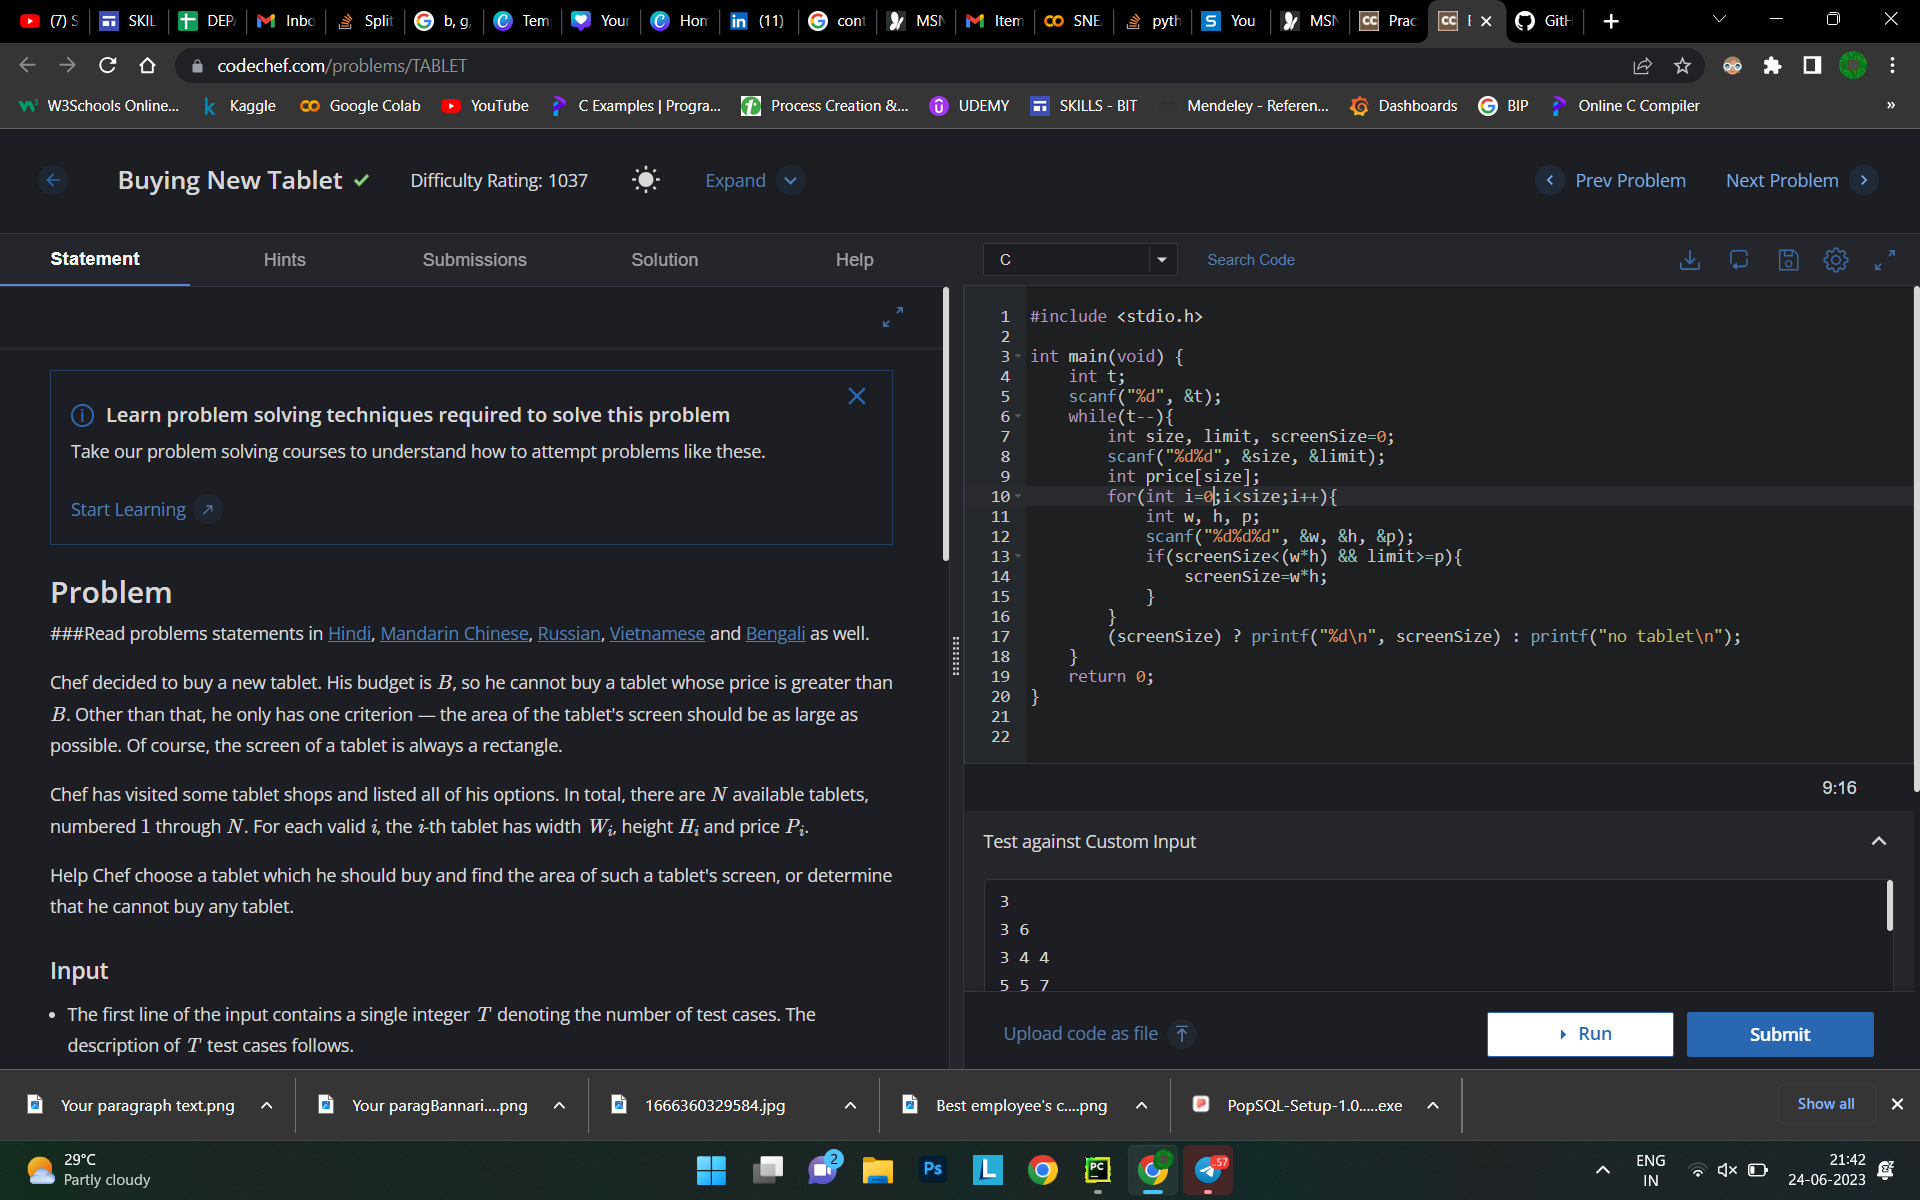 (7) S
SKIL
DEPA
Inbo
Split
b, g,
Tem
Your
Hom
(11)
cont
MSN
Item
SNEA
pyth
You
MSN
Prac
GitH
codechef.com/problems/TABLET
W3Schools Online...
Kaggle
Google Colab
YouTube
C Examples | Progra...
Process Creation &...
UDEMY
SKILLS - BIT
Mendeley - Referen...
Dashboards
BIP
Online C Compiler
»
Buying New Tablet
Difficulty Rating: 1037
Expand
Prev Problem
Next Problem
Statement
Hints
Submissions
Solution
Help
Learn problem solving techniques required to solve this problem
Take our problem solving courses to understand how to attempt problems like these.
Start Learning
Problem
###Read problems statements in Hindi, Mandarin Chinese, Russian, Vietnamese and Bengali as well.
Chef decided to buy a new tablet. His budget is B, so he cannot buy a tablet whose price is greater than
B. Other than that, he only has one criterion — the area of the tablet's screen should be as large as
possible. Of course, the screen of a tablet is always a rectangle.
Chef has visited some tablet shops and listed all of his options. In total, there are N available tablets,
numbered 1 through N. For each valid i, the i-th tablet has width Wi, height Hi and price Pi.
Help Chef choose a tablet which he should buy and find the area of such a tablet's screen, or determine
that he cannot buy any tablet.
Input
• The first line of the input contains a single integer T denoting the number of test cases. The
description of T test cases follows.
C
Search Code
1 #include <stdio.h>
2
3 int main(void) {
4 int t;
5 scanf("%d", &t);
6 while(t--){
7 int size, limit, screenSize=0;
8 scanf("%d%d", &size, &limit);
9 int price[size];
10 for(int i=0;i<size;i++){
11 int w, h, p;
12 scanf("%d%d%d", &w, &h, &p);
13 if(screenSize<(w*h) && limit>=p){
14 screenSize=w*h;
15 }
16 }
17 (screenSize) ? printf("%d\n", screenSize) : printf("no tablet\n");
18 }
19 return 0;
20 }
21
22
9:16
Test against Custom Input
3
3 6
3 4 4
5 5 7
Upload code as file
Run
Submit
Your paragraph text.png
Your paragBannari....png
1666360329584.jpg
Best employee's c....png
PopSQL-Setup-1.0.....exe
Show all
29°C
Partly cloudy
2
Ps
L
PC
57
ENG
IN
21:42
24-06-2023